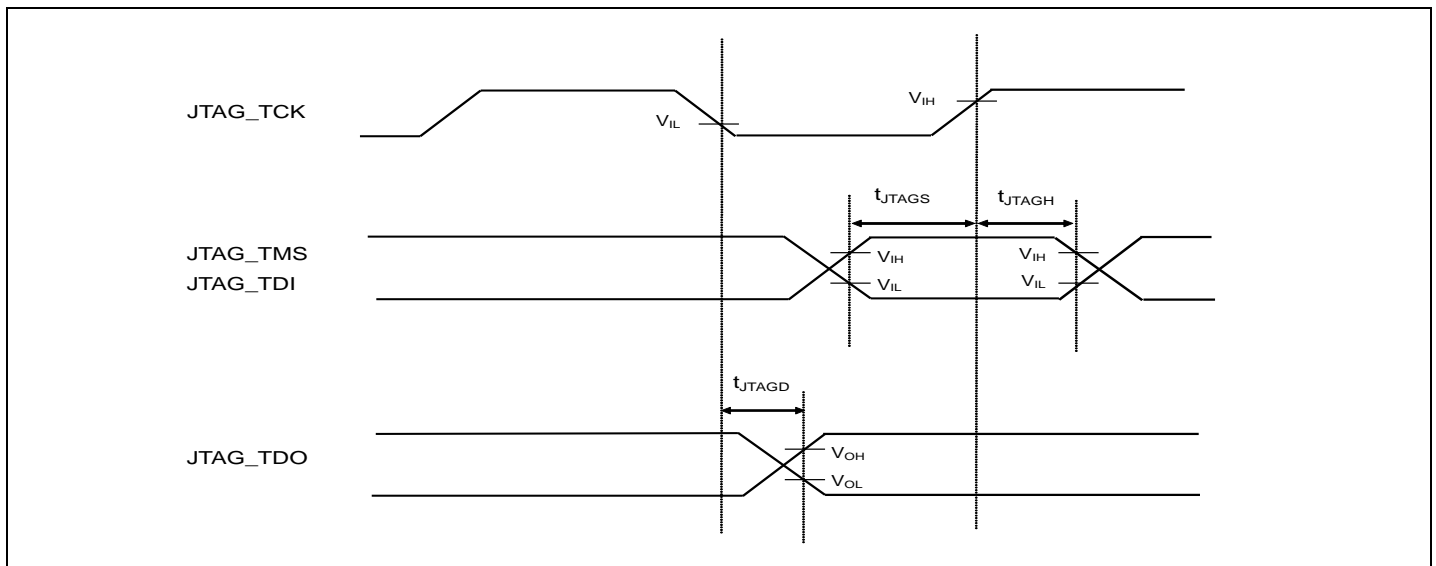 JTAG_TCK
VIL
VIH
tJTAGS
tJTAGH
JTAG_TMS
JTAG_TDI
VIH
VIL
VIH
VIL
tJTAGD
JTAG_TDO
VOH
VOL